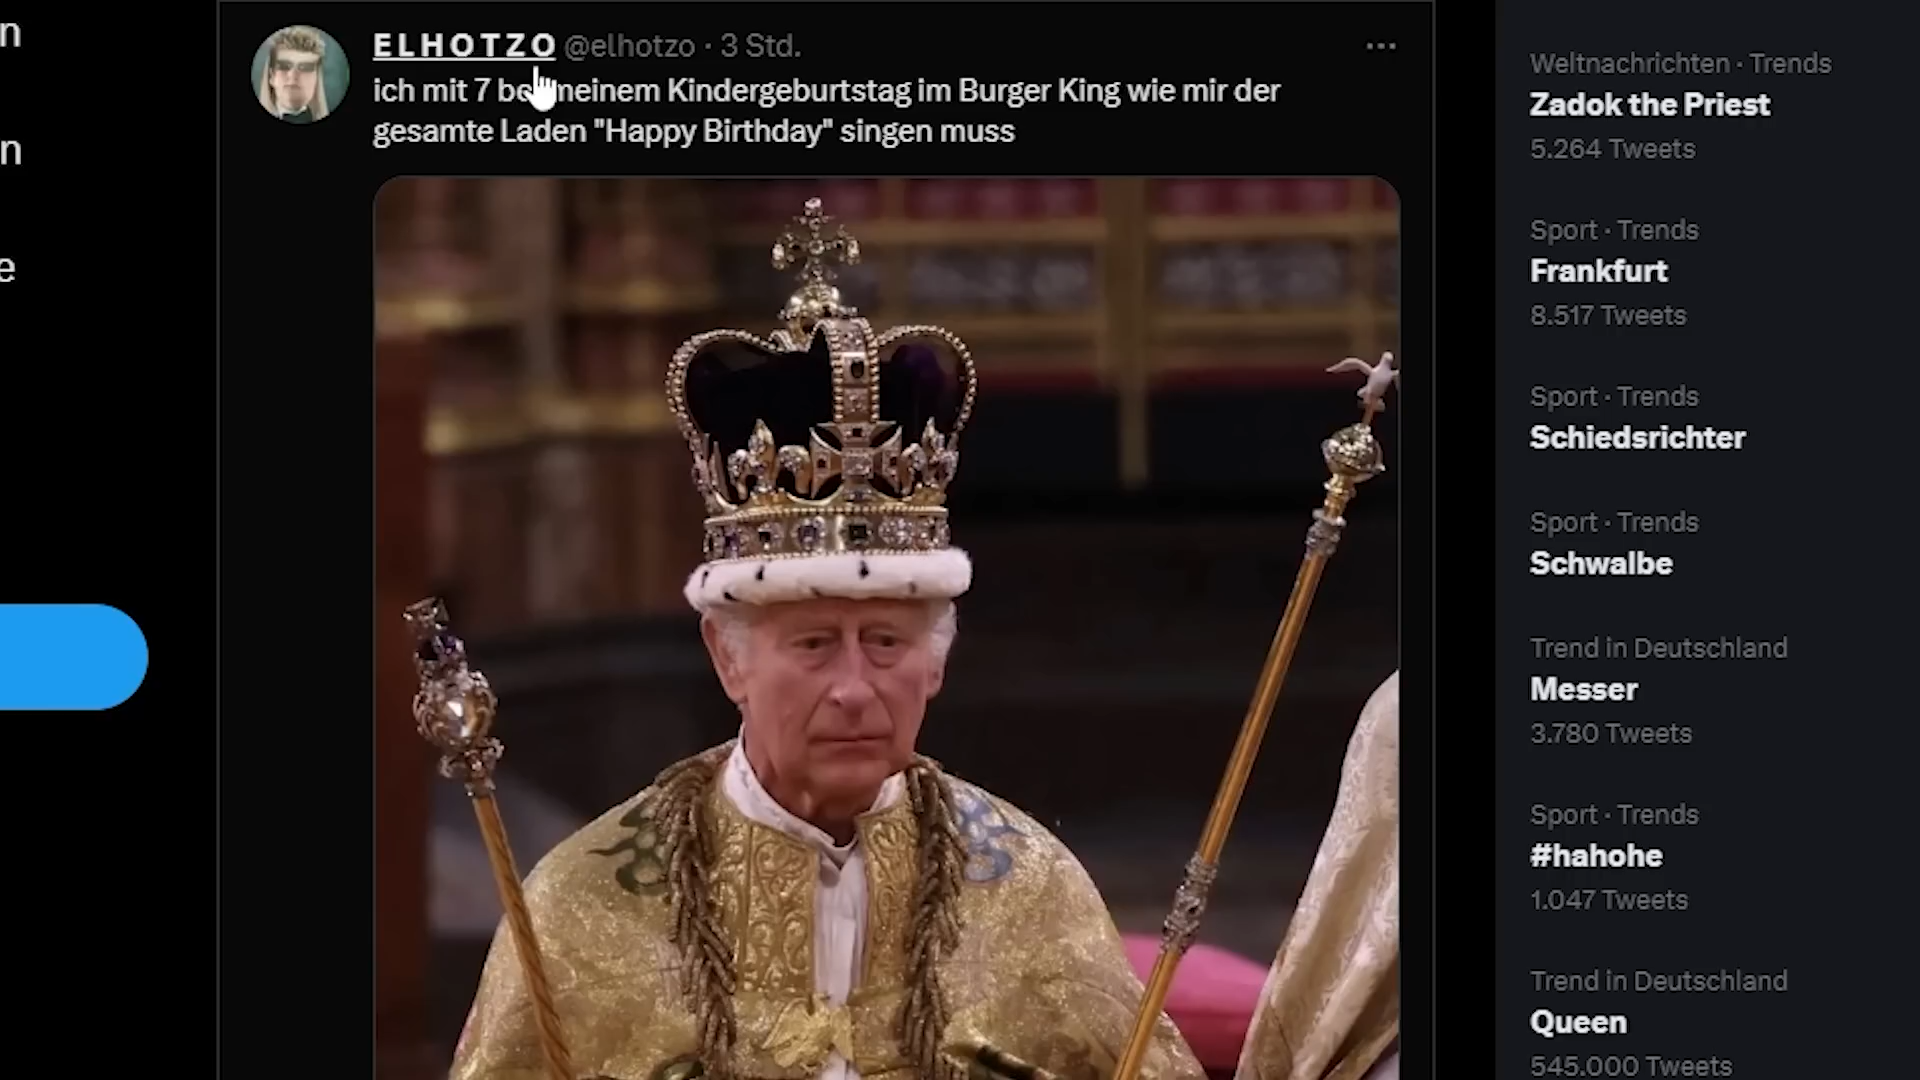 n
n
e
ELHOTZO @elhotzo · 3 Std.
ich mit 7 meinem Kindergeburtstag im Burger King wie mir der
gesamte Laden "Happy Birthday" singen muss
Weltnachrichten · Trends
Zadok the Priest
5.264 Tweets
Sport · Trends
Frankfurt
8.517 Tweets
Sport · Trends
Schiedsrichter
Sport · Trends
Schwalbe
Trend in Deutschland
Messer
3.780 Tweets
Sport · Trends
#hahohe
1.047 Tweets
Trend in Deutschland
Queen
545.000 Tweets